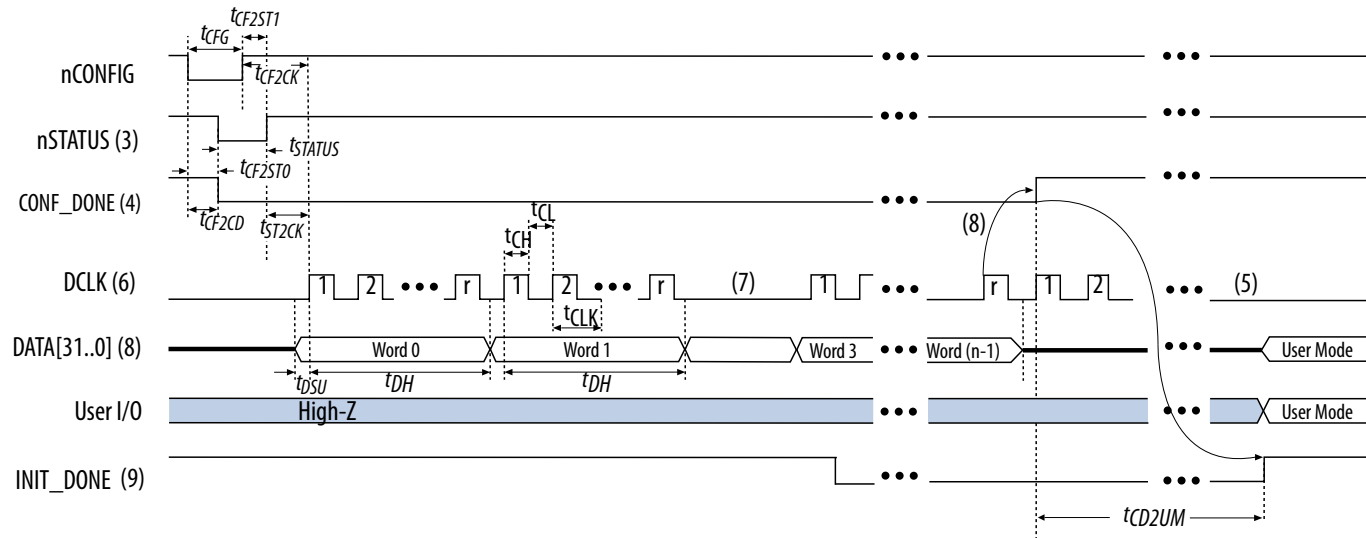 tCF2ST1
tCFG
nCONFIG
tCF2CK
nSTATUS (3)
tSTATUS
tCF2ST0
CONF_DONE (4)
tCF2CD
tST2CK
tCL
tCH
(8)
DCLK (6)
1 2 r 1 2 r (7) 1 r 1 2 (5)
tCLK
DATA[31..0] (8)
Word 0 Word 1 Word 3 Word (n-1) User Mode
tDSU tDH tDH
User I/O High-Z User Mode
INIT_DONE (9)
tCD2UM